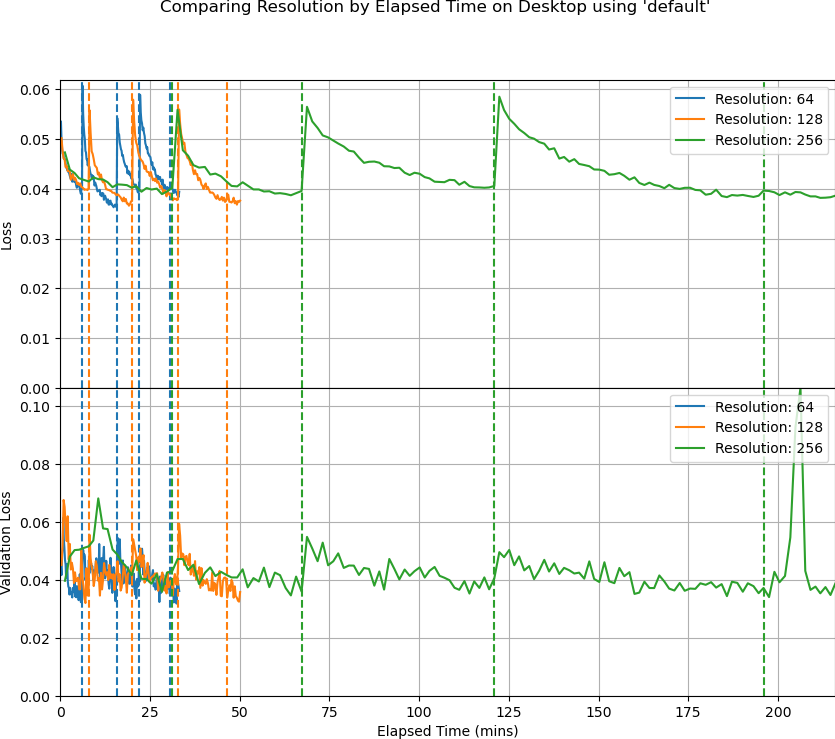 Comparing Resolution by Elapsed Time on Desktop using 'default'
0.06
0.05
0.04
0.03
0.02
0.01
0.00
Loss
Resolution: 64
Resolution: 128
Resolution: 256
0.10
0.08
0.06
0.04
0.02
0.00
Validation Loss
Resolution: 64
Resolution: 128
Resolution: 256
0 25 50 75 100 125 150 175 200
Elapsed Time (mins)